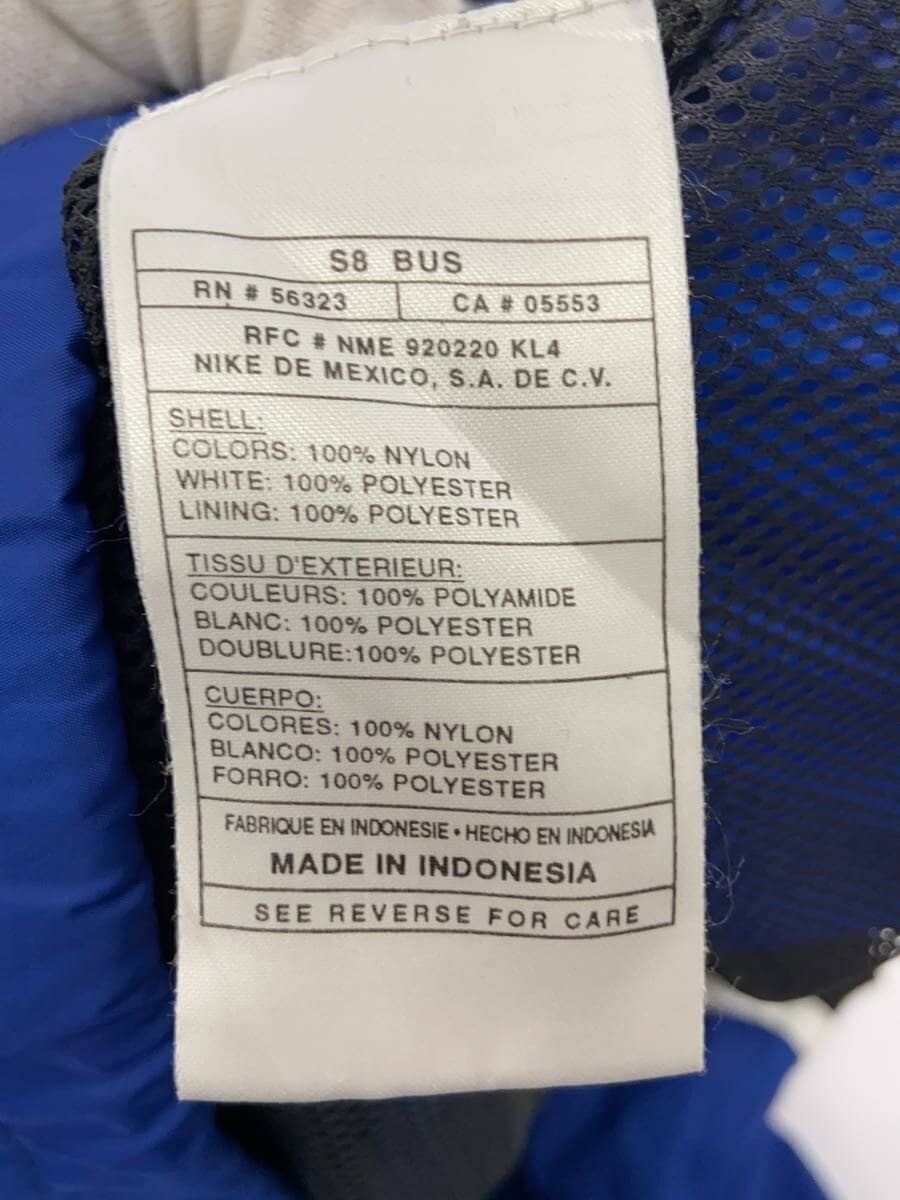 S8 BUS
RN # 56323 CA # 05553
RFC # NME 920220 KL4
NIKE DE MEXICO, S.A. DE C.V.
SHELL:
COLORS: 100% NYLON
WHITE: 100% POLYESTER
LINING: 100% POLYESTER
TISSU D'EXTERIEUR:
COULEURS: 100% POLYAMIDE
BLANC: 100% POLYESTER
DOUBLURE:100% POLYESTER
CUERPO:
COLORES: 100% NYLON
BLANCO: 100% POLYESTER
FORRO: 100% POLYESTER
FABRIQUE EN INDONESIE • HECHO EN INDONESIA
MADE IN INDONESIA
SEE REVERSE FOR CARE